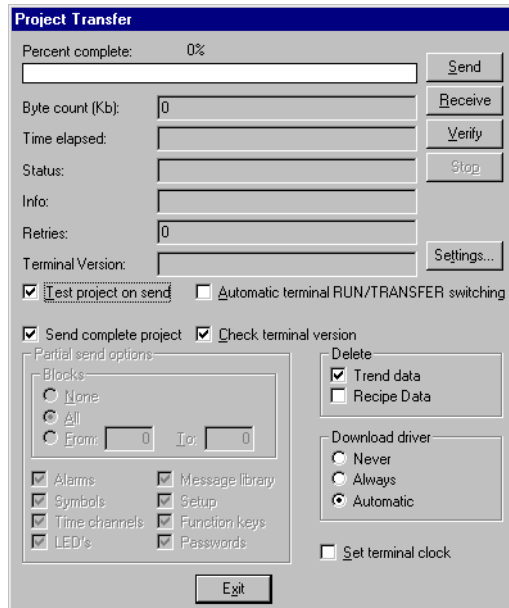 Project Transfer
Percent complete: 0%
Send
Byte count (Kb): 0
Receive
Time elapsed:
Verify
Status:
Stop
Info:
Retries: 0
Terminal Version:
Settings...
Test project on send Automatic terminal RUN/TRANSFER switching
Send complete project Check terminal version
Partial send options
Blocks
None
All
From: 0 To: 0
Alarms Message library
Symbols Setup
Time channels Function keys
LED's Passwords
Delete
Trend data
Recipe Data
Download driver
Never
Always
Automatic
Set terminal clock
Exit